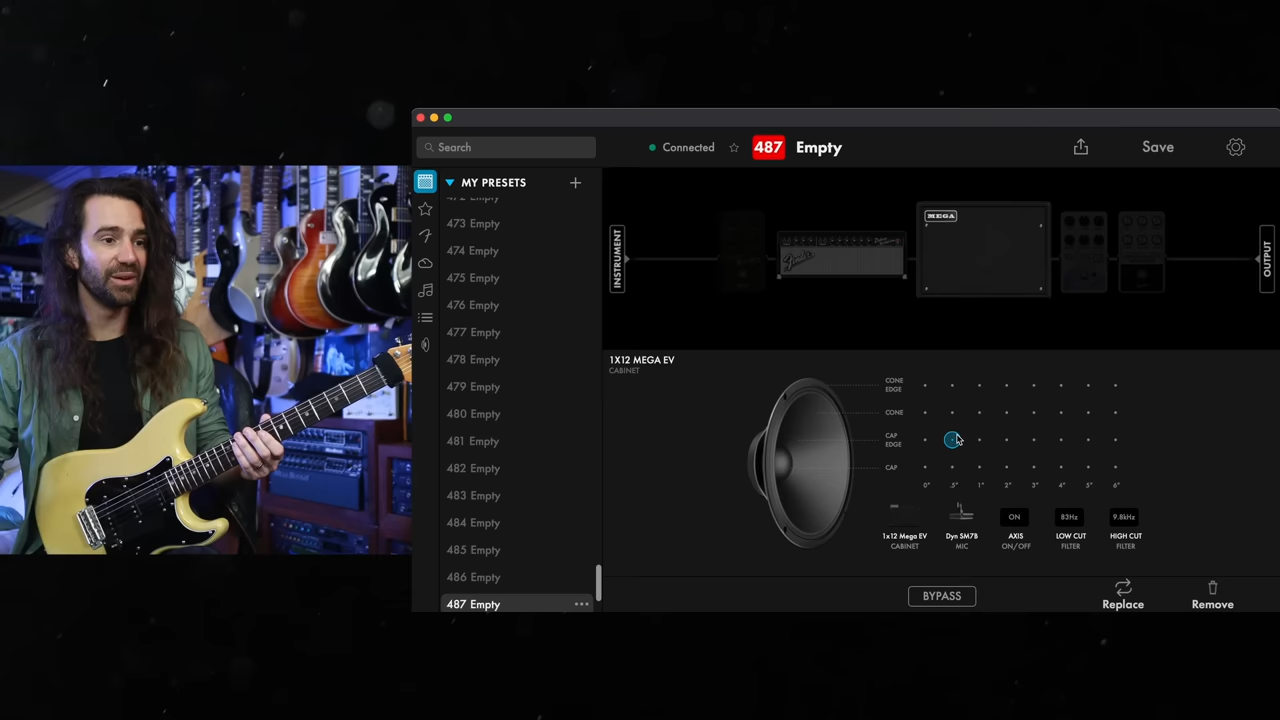 Search
Connected
487 Empty
Save
MY PRESETS
472 Empty
473 Empty
474 Empty
475 Empty
476 Empty
477 Empty
478 Empty
479 Empty
480 Empty
481 Empty
482 Empty
483 Empty
484 Empty
485 Empty
486 Empty
487 Empty
INSTRUMENT
Fender
MEGA
OUTPUT
1X12 MEGA EV
CABINET
CONE
EDGE
CONE
CAP
EDGE
CAP
0" .5" 1" 2" 3" 4" 5" 6"
ON 83Hz 9.8kHz
1x12 Mega EV Dyn SM7B AXIS LOW CUT HIGH CUT
CABINET MIC ON/OFF FILTER FILTER
BYPASS
Replace
Remove